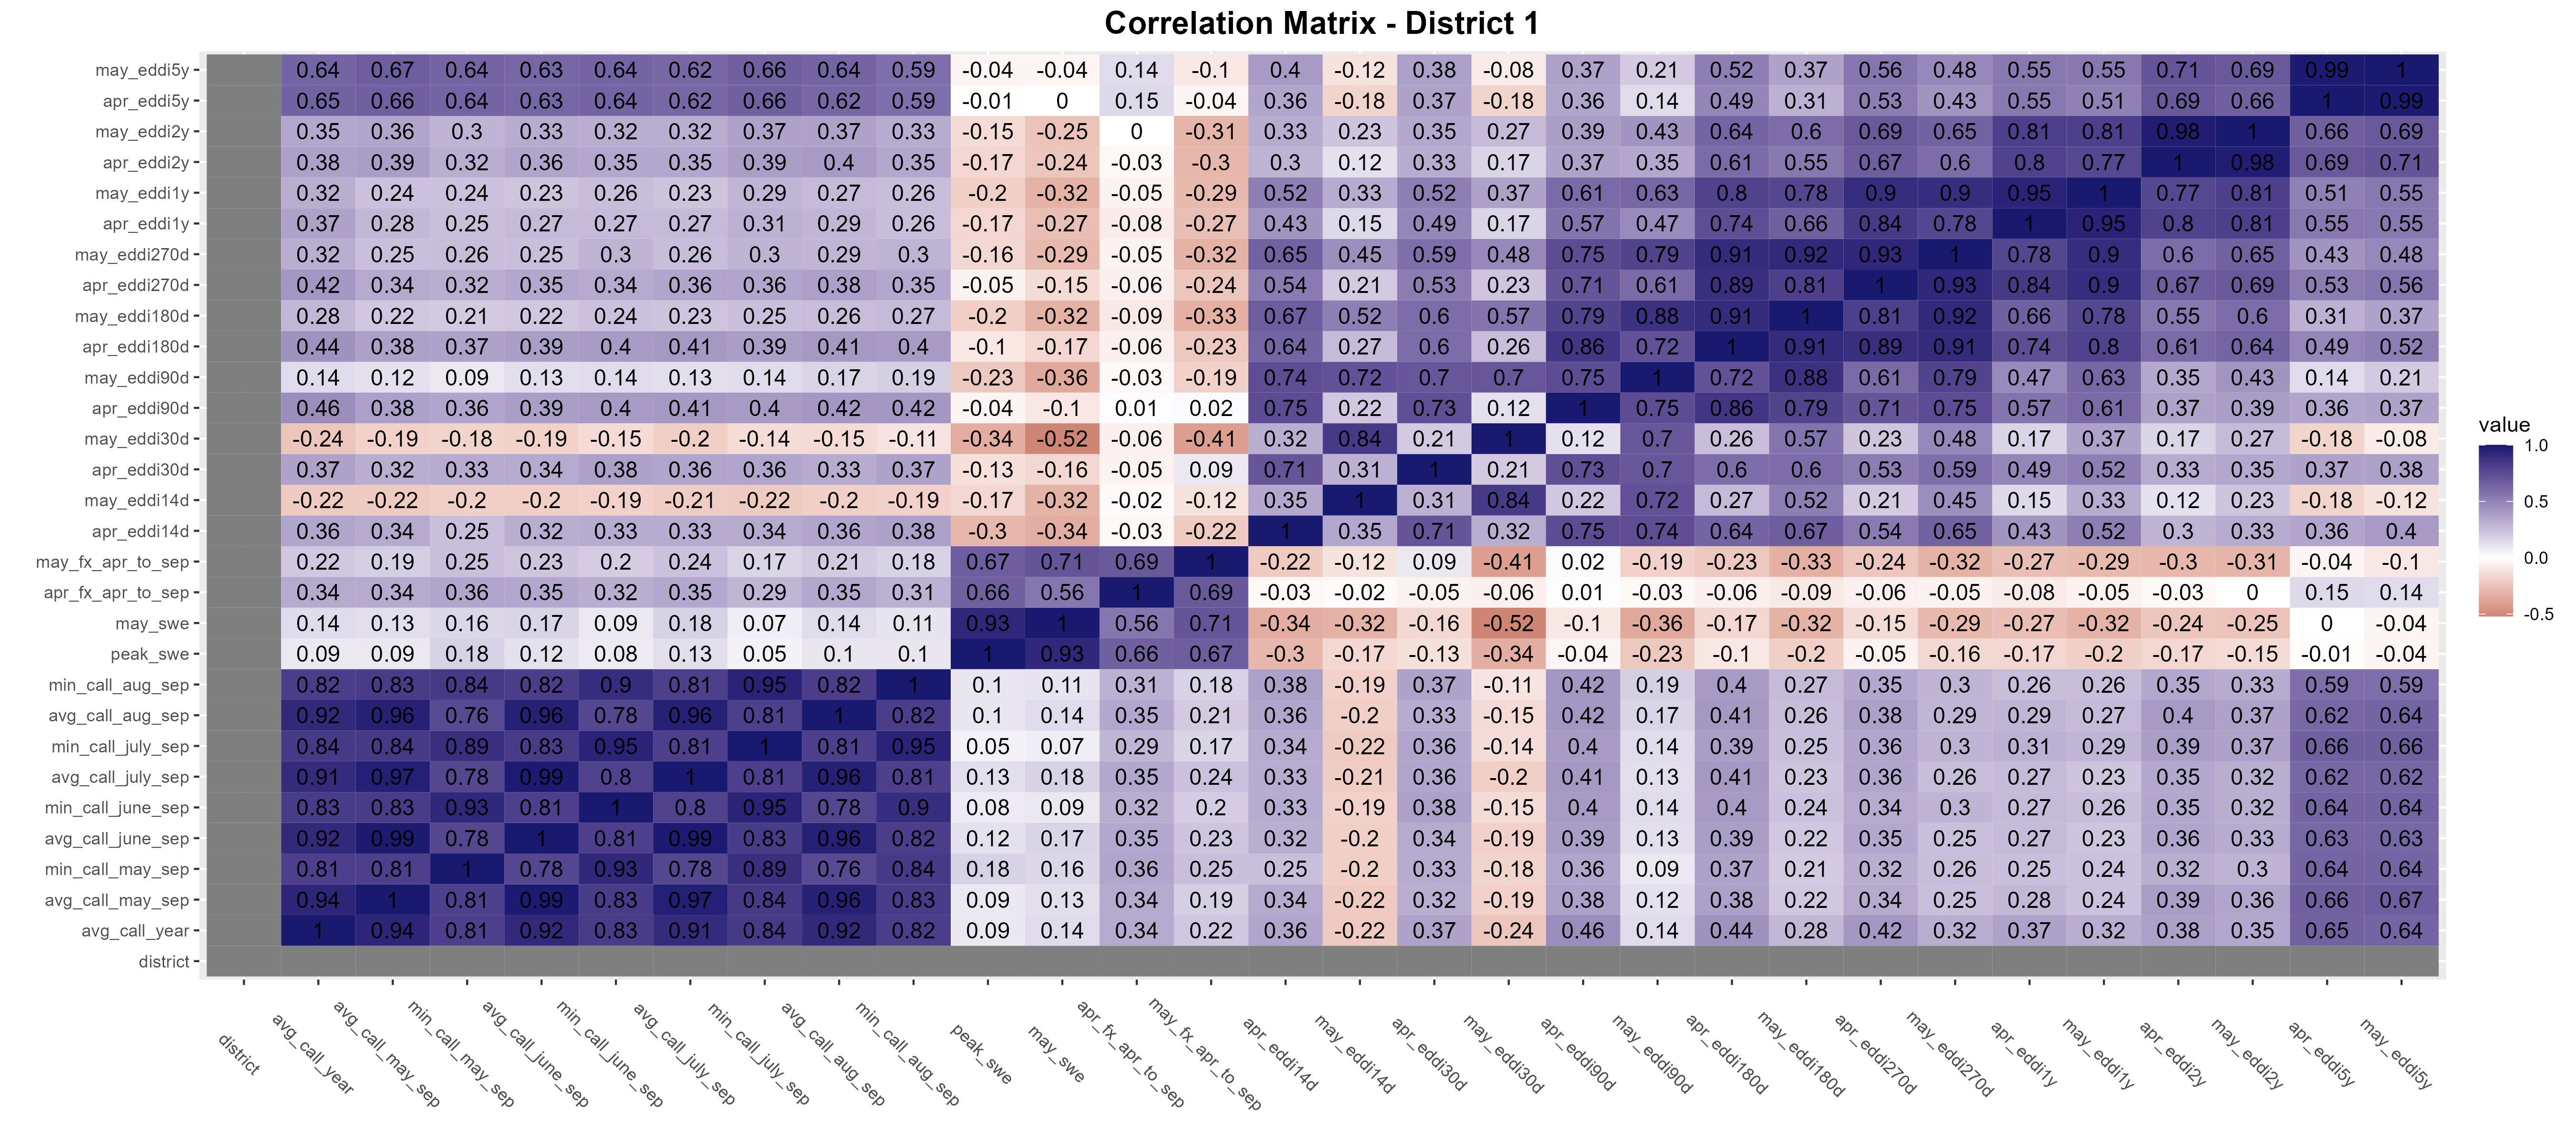 Correlation Matrix - District 1
may_eddi5y 0.64 0.67 0.64 0.63 0.64 0.62 0.66 0.64 0.59 -0.04 -0.04 0.14 -0.1 0.4 -0.12 0.38 -0.08 0.37 0.21 0.52 0.37 0.56 0.48 0.55 0.55 0.71 0.69 0.99 1
apr_eddi5y 0.65 0.66 0.64 0.63 0.64 0.62 0.66 0.62 0.59 -0.01 0 0.15 -0.04 0.36 -0.18 0.37 -0.18 0.36 0.14 0.49 0.31 0.53 0.43 0.55 0.51 0.69 0.66 1 0.99
may_eddi2y 0.35 0.36 0.3 0.33 0.32 0.32 0.37 0.37 0.33 -0.15 -0.25 0 -0.31 0.33 0.23 0.35 0.27 0.39 0.43 0.64 0.6 0.69 0.65 0.81 0.81 0.98 1 0.66 0.69
apr_eddi2y 0.38 0.39 0.32 0.36 0.35 0.35 0.39 0.4 0.35 -0.17 -0.24 -0.03 -0.3 0.3 0.12 0.33 0.17 0.37 0.35 0.61 0.55 0.67 0.6 0.8 0.77 1 0.98 0.69 0.71
may_eddi1y 0.32 0.24 0.24 0.23 0.26 0.23 0.29 0.27 0.26 -0.2 -0.32 -0.05 -0.29 0.52 0.33 0.52 0.37 0.61 0.63 0.8 0.78 0.9 0.9 0.95 1 0.77 0.81 0.51 0.55
apr_eddi1y 0.37 0.28 0.25 0.27 0.27 0.27 0.31 0.29 0.26 -0.17 -0.27 -0.08 -0.27 0.43 0.15 0.49 0.17 0.57 0.47 0.74 0.66 0.84 0.78 1 0.95 0.8 0.81 0.55 0.55
may_eddi270d 0.32 0.25 0.26 0.25 0.3 0.26 0.3 0.29 0.3 -0.16 -0.29 -0.05 -0.32 0.65 0.45 0.59 0.48 0.75 0.79 0.91 0.92 0.93 1 0.78 0.9 0.6 0.65 0.43 0.48
apr_eddi270d 0.42 0.34 0.32 0.35 0.34 0.36 0.36 0.38 0.35 -0.05 -0.15 -0.06 -0.24 0.54 0.21 0.53 0.23 0.71 0.61 0.89 0.81 1 0.93 0.84 0.9 0.67 0.69 0.53 0.56
may_eddi180d 0.28 0.22 0.21 0.22 0.24 0.23 0.25 0.26 0.27 -0.2 -0.32 -0.09 -0.33 0.67 0.52 0.6 0.57 0.79 0.88 0.91 1 0.81 0.92 0.66 0.78 0.55 0.6 0.31 0.37
apr_eddi180d 0.44 0.38 0.37 0.39 0.4 0.41 0.39 0.41 0.4 -0.1 -0.17 -0.06 -0.23 0.64 0.27 0.6 0.26 0.86 0.72 1 0.91 0.89 0.91 0.74 0.8 0.61 0.64 0.49 0.52
may_eddi90d 0.14 0.12 0.09 0.13 0.14 0.13 0.14 0.17 0.19 -0.23 -0.36 -0.03 -0.19 0.74 0.72 0.7 0.7 0.75 1 0.72 0.88 0.61 0.79 0.47 0.63 0.35 0.43 0.14 0.21
apr_eddi90d 0.46 0.38 0.36 0.39 0.4 0.41 0.4 0.42 0.42 -0.04 -0.1 0.01 0.02 0.75 0.22 0.73 0.12 1 0.75 0.86 0.79 0.71 0.75 0.57 0.61 0.37 0.39 0.36 0.37
may_eddi30d -0.24 -0.19 -0.18 -0.19 -0.15 -0.2 -0.14 -0.15 -0.11 -0.34 -0.52 -0.06 -0.41 0.32 0.84 0.21 1 0.12 0.7 0.26 0.57 0.23 0.48 0.17 0.37 0.17 0.27 -0.18 -0.08
apr_eddi30d 0.37 0.32 0.33 0.34 0.38 0.36 0.36 0.33 0.37 -0.13 -0.16 -0.05 0.09 0.71 0.31 1 0.21 0.73 0.7 0.6 0.6 0.53 0.59 0.49 0.52 0.33 0.35 0.37 0.38
may_eddi14d -0.22 -0.22 -0.2 -0.2 -0.19 -0.21 -0.22 -0.2 -0.19 -0.17 -0.32 -0.02 -0.12 0.35 1 0.31 0.84 0.22 0.72 0.27 0.52 0.21 0.45 0.15 0.33 0.12 0.23 -0.18 -0.12
apr_eddi14d 0.36 0.34 0.25 0.32 0.33 0.33 0.34 0.36 0.38 -0.3 -0.34 -0.03 -0.22 1 0.35 0.71 0.32 0.75 0.74 0.64 0.67 0.54 0.65 0.43 0.52 0.3 0.33 0.36 0.4
may_fx_apr_to_sep 0.22 0.19 0.25 0.23 0.2 0.24 0.17 0.21 0.18 0.67 0.71 0.69 1 -0.22 -0.12 0.09 -0.41 0.02 -0.19 -0.23 -0.33 -0.24 -0.32 -0.27 -0.29 -0.3 -0.31 -0.04 -0.1
apr_fx_apr_to_sep 0.34 0.34 0.36 0.35 0.32 0.35 0.29 0.35 0.31 0.66 0.56 1 0.69 -0.03 -0.02 -0.05 -0.06 0.01 -0.03 -0.06 -0.09 -0.06 -0.05 -0.08 -0.05 -0.03 0 0.15 0.14
may_swe 0.14 0.13 0.16 0.17 0.09 0.18 0.07 0.14 0.11 0.93 1 0.56 0.71 -0.34 -0.32 -0.16 -0.52 -0.1 -0.36 -0.17 -0.32 -0.15 -0.29 -0.27 -0.32 -0.24 -0.25 0 -0.04
peak_swe 0.09 0.09 0.18 0.12 0.08 0.13 0.05 0.1 0.1 1 0.93 0.66 0.67 -0.3 -0.17 -0.13 -0.34 -0.04 -0.23 -0.1 -0.2 -0.05 -0.16 -0.17 -0.2 -0.17 -0.15 -0.01 -0.04
min_call_aug_sep 0.82 0.83 0.84 0.82 0.9 0.81 0.95 0.82 1 0.1 0.11 0.31 0.18 0.38 -0.19 0.37 -0.11 0.42 0.19 0.4 0.27 0.35 0.3 0.26 0.26 0.35 0.33 0.59 0.59
avg_call_aug_sep 0.92 0.96 0.76 0.96 0.78 0.96 0.81 1 0.82 0.1 0.14 0.35 0.21 0.36 -0.2 0.33 -0.15 0.42 0.17 0.41 0.26 0.38 0.29 0.29 0.27 0.4 0.37 0.62 0.64
min_call_july_sep 0.84 0.84 0.89 0.83 0.95 0.81 1 0.81 0.95 0.05 0.07 0.29 0.17 0.34 -0.22 0.36 -0.14 0.4 0.14 0.39 0.25 0.36 0.3 0.31 0.29 0.39 0.37 0.66 0.66
avg_call_july_sep 0.91 0.97 0.78 0.99 0.8 1 0.81 0.96 0.81 0.13 0.18 0.35 0.24 0.33 -0.21 0.36 -0.2 0.41 0.13 0.41 0.23 0.36 0.26 0.27 0.23 0.35 0.32 0.62 0.62
min_call_june_sep 0.83 0.83 0.93 0.81 1 0.8 0.95 0.78 0.9 0.08 0.09 0.32 0.2 0.33 -0.19 0.38 -0.15 0.4 0.14 0.4 0.24 0.34 0.3 0.27 0.26 0.35 0.32 0.64 0.64
avg_call_june_sep 0.92 0.99 0.78 1 0.81 0.99 0.83 0.96 0.82 0.12 0.17 0.35 0.23 0.32 -0.2 0.34 -0.19 0.39 0.13 0.39 0.22 0.35 0.25 0.27 0.23 0.36 0.33 0.63 0.63
min_call_may_sep 0.81 0.81 1 0.78 0.93 0.78 0.89 0.76 0.84 0.18 0.16 0.36 0.25 0.25 -0.2 0.33 -0.18 0.36 0.09 0.37 0.21 0.32 0.26 0.25 0.24 0.32 0.3 0.64 0.64
avg_call_may_sep 0.94 1 0.81 0.99 0.83 0.97 0.84 0.96 0.83 0.09 0.13 0.34 0.19 0.34 -0.22 0.32 -0.19 0.38 0.12 0.38 0.22 0.34 0.25 0.28 0.24 0.39 0.36 0.66 0.67
avg_call_year 1 0.94 0.81 0.92 0.83 0.91 0.84 0.92 0.82 0.09 0.14 0.34 0.22 0.36 -0.22 0.37 -0.24 0.46 0.14 0.44 0.28 0.42 0.32 0.37 0.32 0.38 0.35 0.65 0.64
district
district avg_call_year avg_call_may_sep min_call_may_sep avg_call_june_sep min_call_june_sep avg_call_july_sep min_call_july_sep avg_call_aug_sep min_call_aug_sep peak_swe may_swe apr_fx_apr_to_sep may_fx_apr_to_sep apr_eddi14d may_eddi14d apr_eddi30d may_eddi30d apr_eddi90d may_eddi90d apr_eddi180d may_eddi180d apr_eddi270d may_eddi270d apr_eddi1y may_eddi1y apr_eddi2y may_eddi2y apr_eddi5y may_eddi5y
value
1.0
0.5
0.0
-0.5